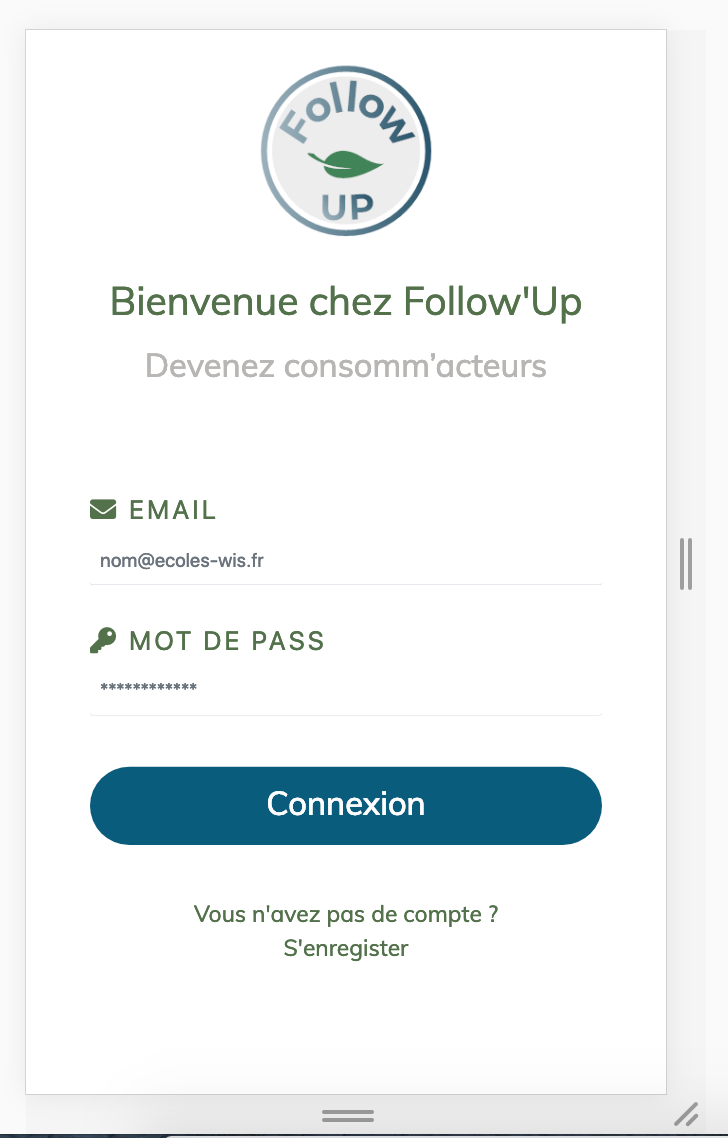 Follow
UP
Bienvenue chez Follow'Up
Devenez consomm’acteurs
EMAIL
nom@ecoles-wis.fr
MOT DE PASS
************
Connexion
Vous n'avez pas de compte ?
S'enregister